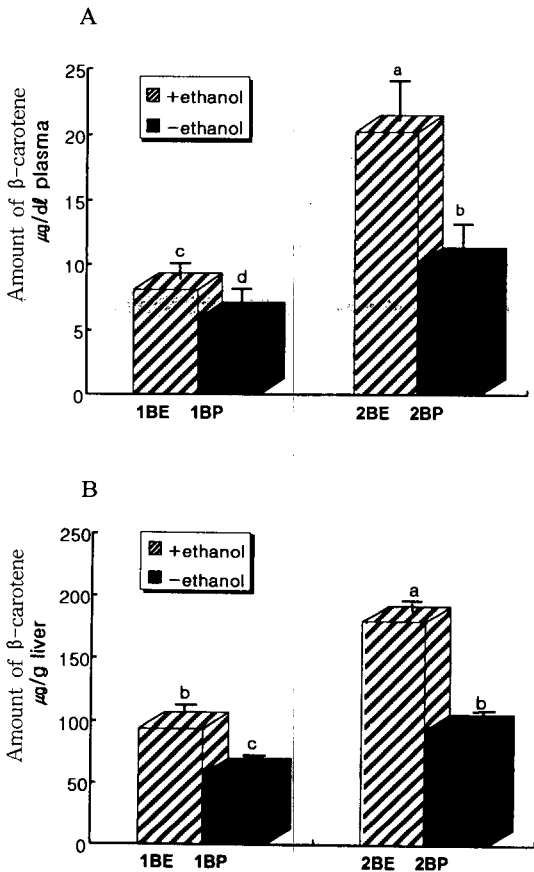 A
Amount of β-carotene
μg/dℓ plasma
25
20
15
10
5
0
+ethanol
-ethanol
c
d
a
b
1BE 1BP
2BE 2BP
B
Amount of β-carotene
μg/g liver
250
200
150
100
50
0
+ethanol
-ethanol
b
c
a
b
1BE 1BP
2BE 2BP